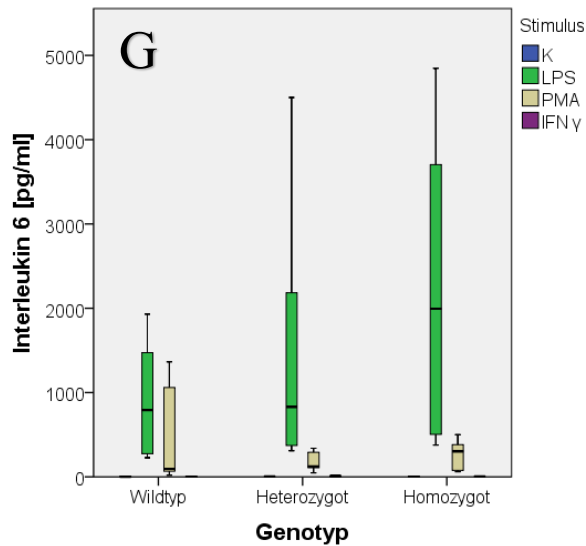 G
Stimulus
K
LPS
PMA
IFN γ
Interleukin 6 [pg/ml]
5000
4000
3000
2000
1000
0
Wildtyp Heterozygot Homozygot
Genotyp